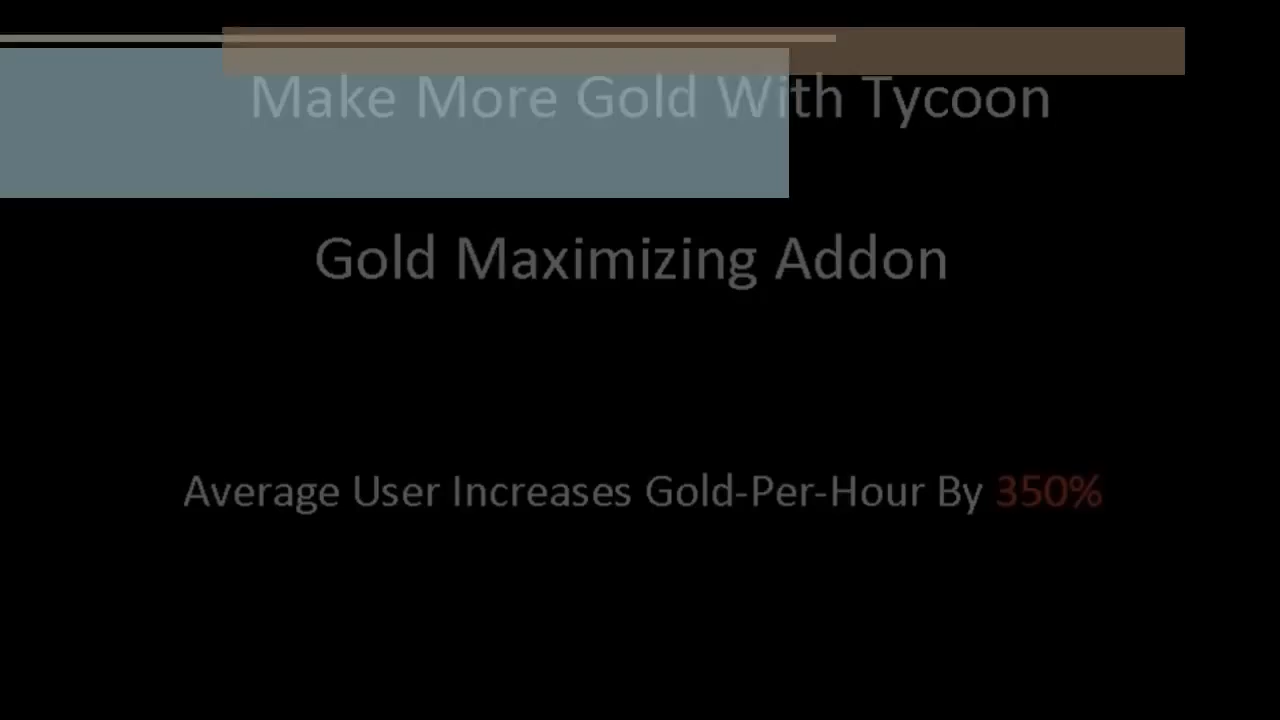 Make More Gold With Tycoon
Gold Maximizing Addon
Average User Increases Gold-Per-Hour By 350%